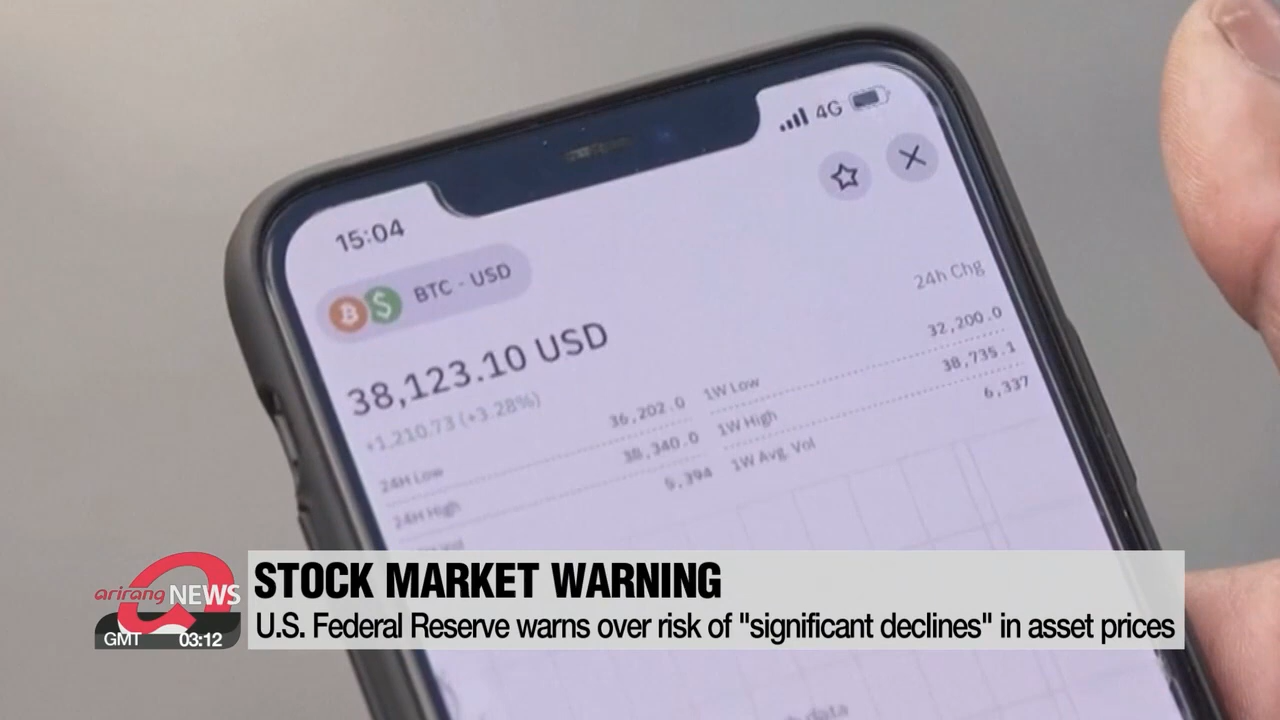 4G
15:04
BTC - USD
24h Chg
38,123.10 USD
+1,210.73 (+3.28%)
24H Low 36,202.0
24H High 38,340.0
5,394
1W Low 32,200.0
1W High 38,735.1
1W Avg. Vol 6,337
data
arirang NEWS
GMT 03:12
STOCK MARKET WARNING
U.S. Federal Reserve warns over risk of "significant declines" in asset prices